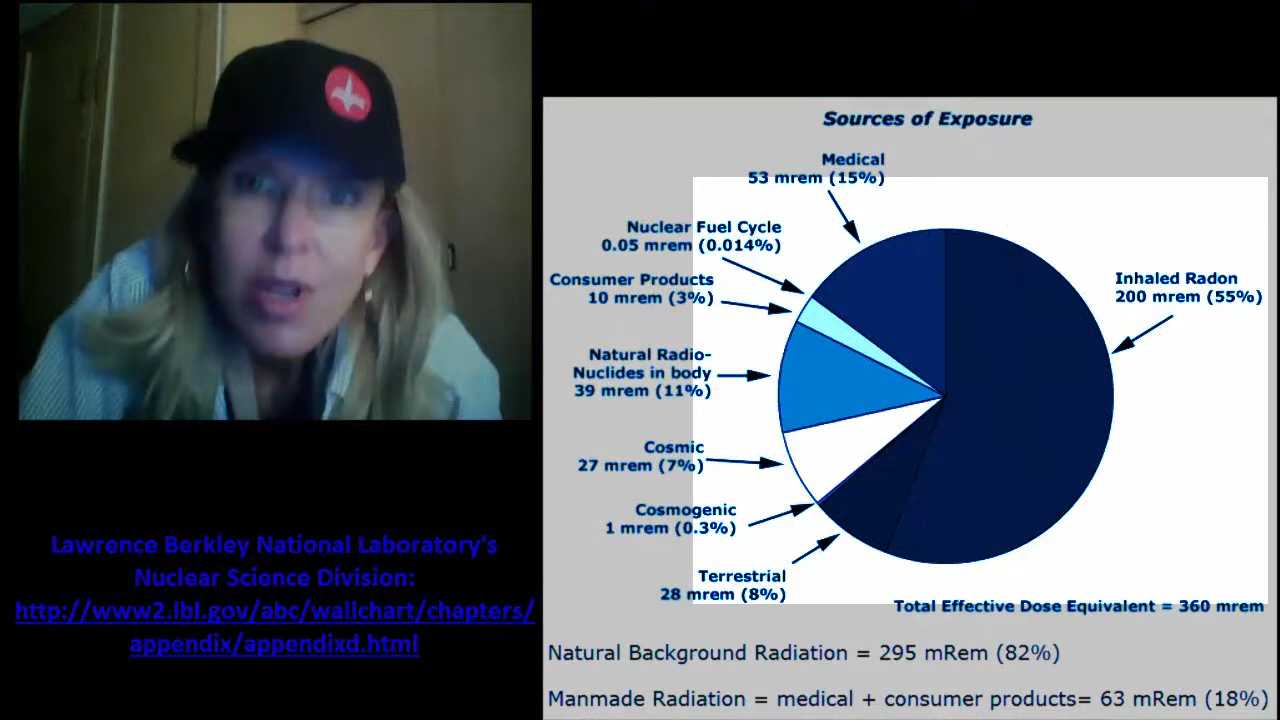 Sources of Exposure
Medical
53 mrem (15%)
Nuclear Fuel Cycle
0.05 mrem (0.014%)
Consumer Products
10 mrem (3%)
Inhaled Radon
200 mrem (55%)
Natural Radio-
Nuclides in body
39 mrem (11%)
Cosmic
27 mrem (7%)
Cosmogenic
1 mrem (0.3%)
Terrestrial
28 mrem (8%)
Total Effective Dose Equivalent = 360 mrem
Natural Background Radiation = 295 mRem (82%)
Manmade Radiation = medical + consumer products= 63 mRem (18%)
Lawrence Berkley National Laboratory's
Nuclear Science Division:
http://www2.lbl.gov/abc/wallchart/chapters/
appendix/appendixd.html